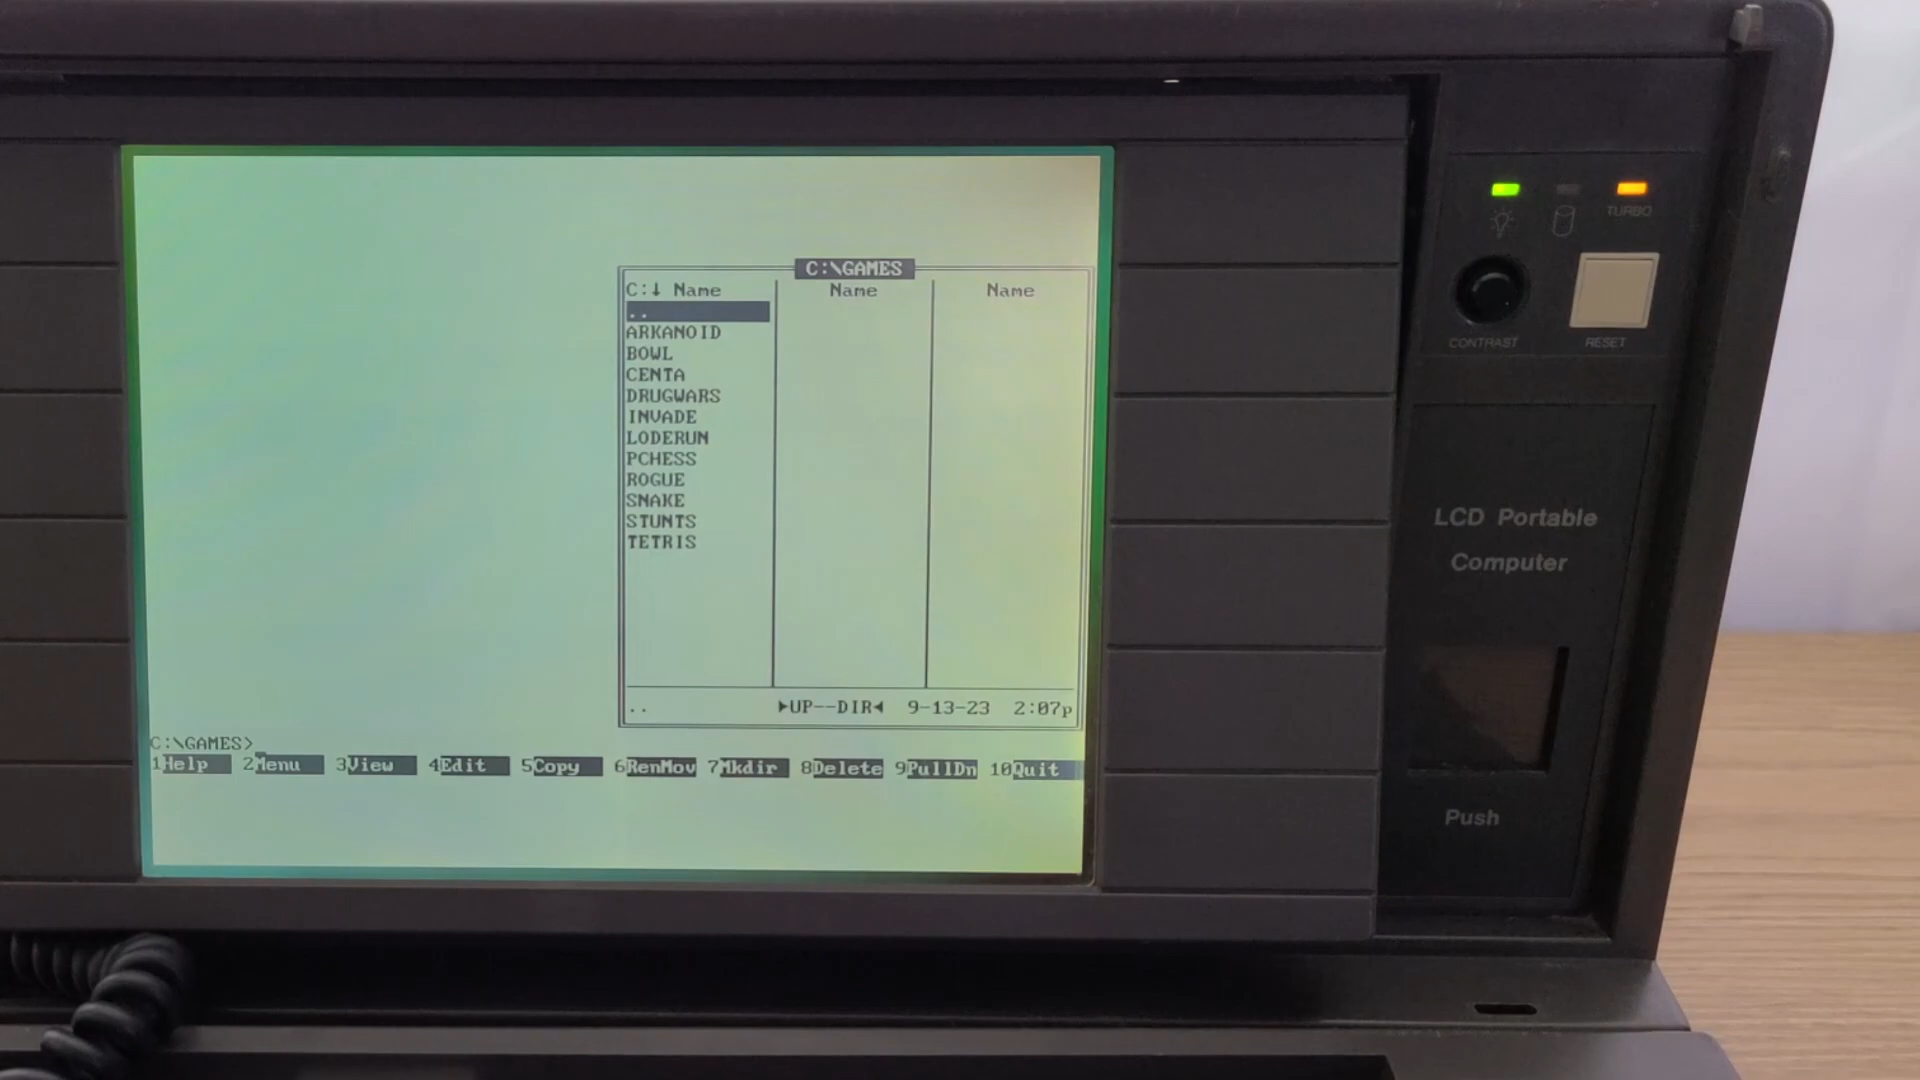 C:\GAMES
C:↓ Name Name Name
..
ARKANOID
BOWL
CENTA
DRUGWARS
INVADE
LODERUN
PCHESS
ROGUE
SNAKE
STUNTS
TETRIS
.. ►UP--DIR◄ 9-13-23 2:07p
C:\GAMES>
1Help 2Menu 3View 4Edit 5Copy 6RenMov 7Mkdir 8Delete 9PullDn 10Quit
TURBO
CONTRAST RESET
LCD Portable
Computer
Push